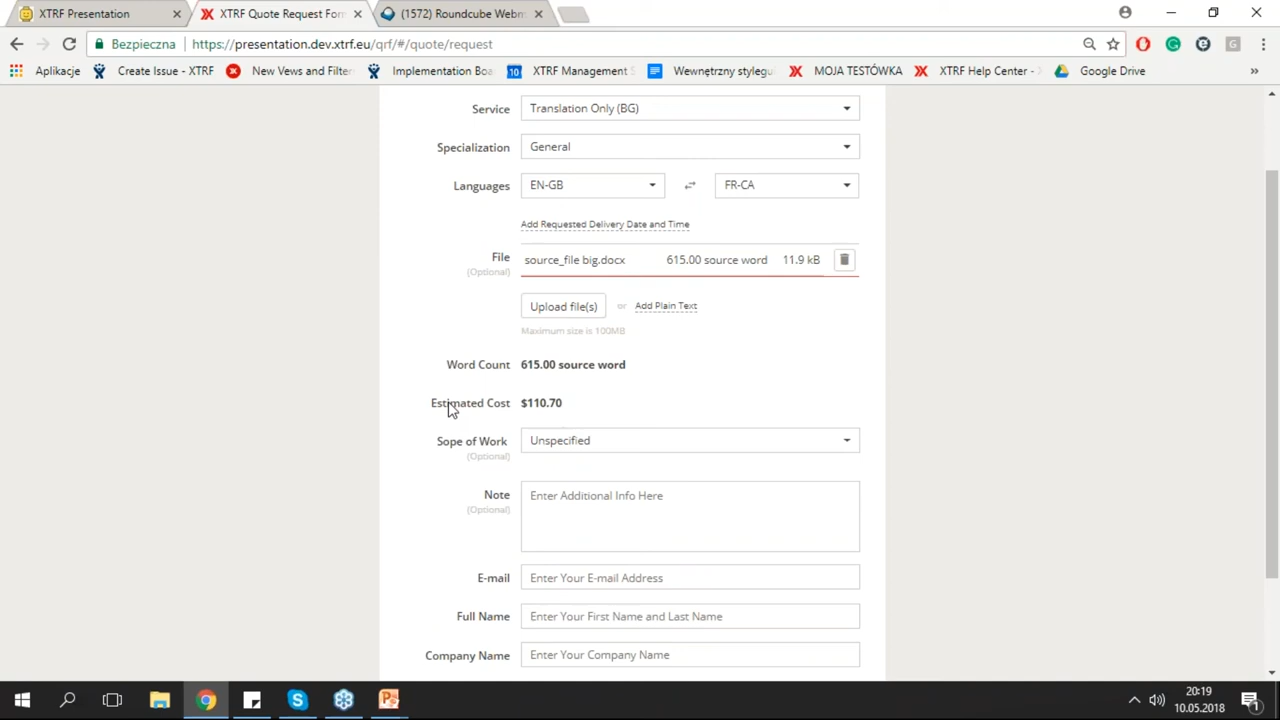 XTRF Presentation
XTRF Quote Request Form
(1572) Roundcube Webm
Bezpieczna
https://presentation.dev.xtrf.eu/qrf/#/quote/request
G
Aplikacje
Create Issue - XTRF
New Vews and Filter
Implementation Boa
10
XTRF Management S
Wewnętrzny stylegu
MOJA TESTÓWKA
XTRF Help Center -
Google Drive
»
Service
Translation Only (BG)
Specialization
General
Languages
EN-GB
FR-CA
Add Requested Delivery Date and Time
File
(Optional)
source_file big.docx
615.00 source word
11.9 kB
Upload file(s)
or
Add Plain Text
Maximum size is 100MB
Word Count
615.00 source word
Estimated Cost
$110.70
Sope of Work
(Optional)
Unspecified
Note
(Optional)
Enter Additional Info Here
E-mail
Enter Your E-mail Address
Full Name
Enter Your First Name and Last Name
Company Name
Enter Your Company Name
20:19
10.05.2018
1